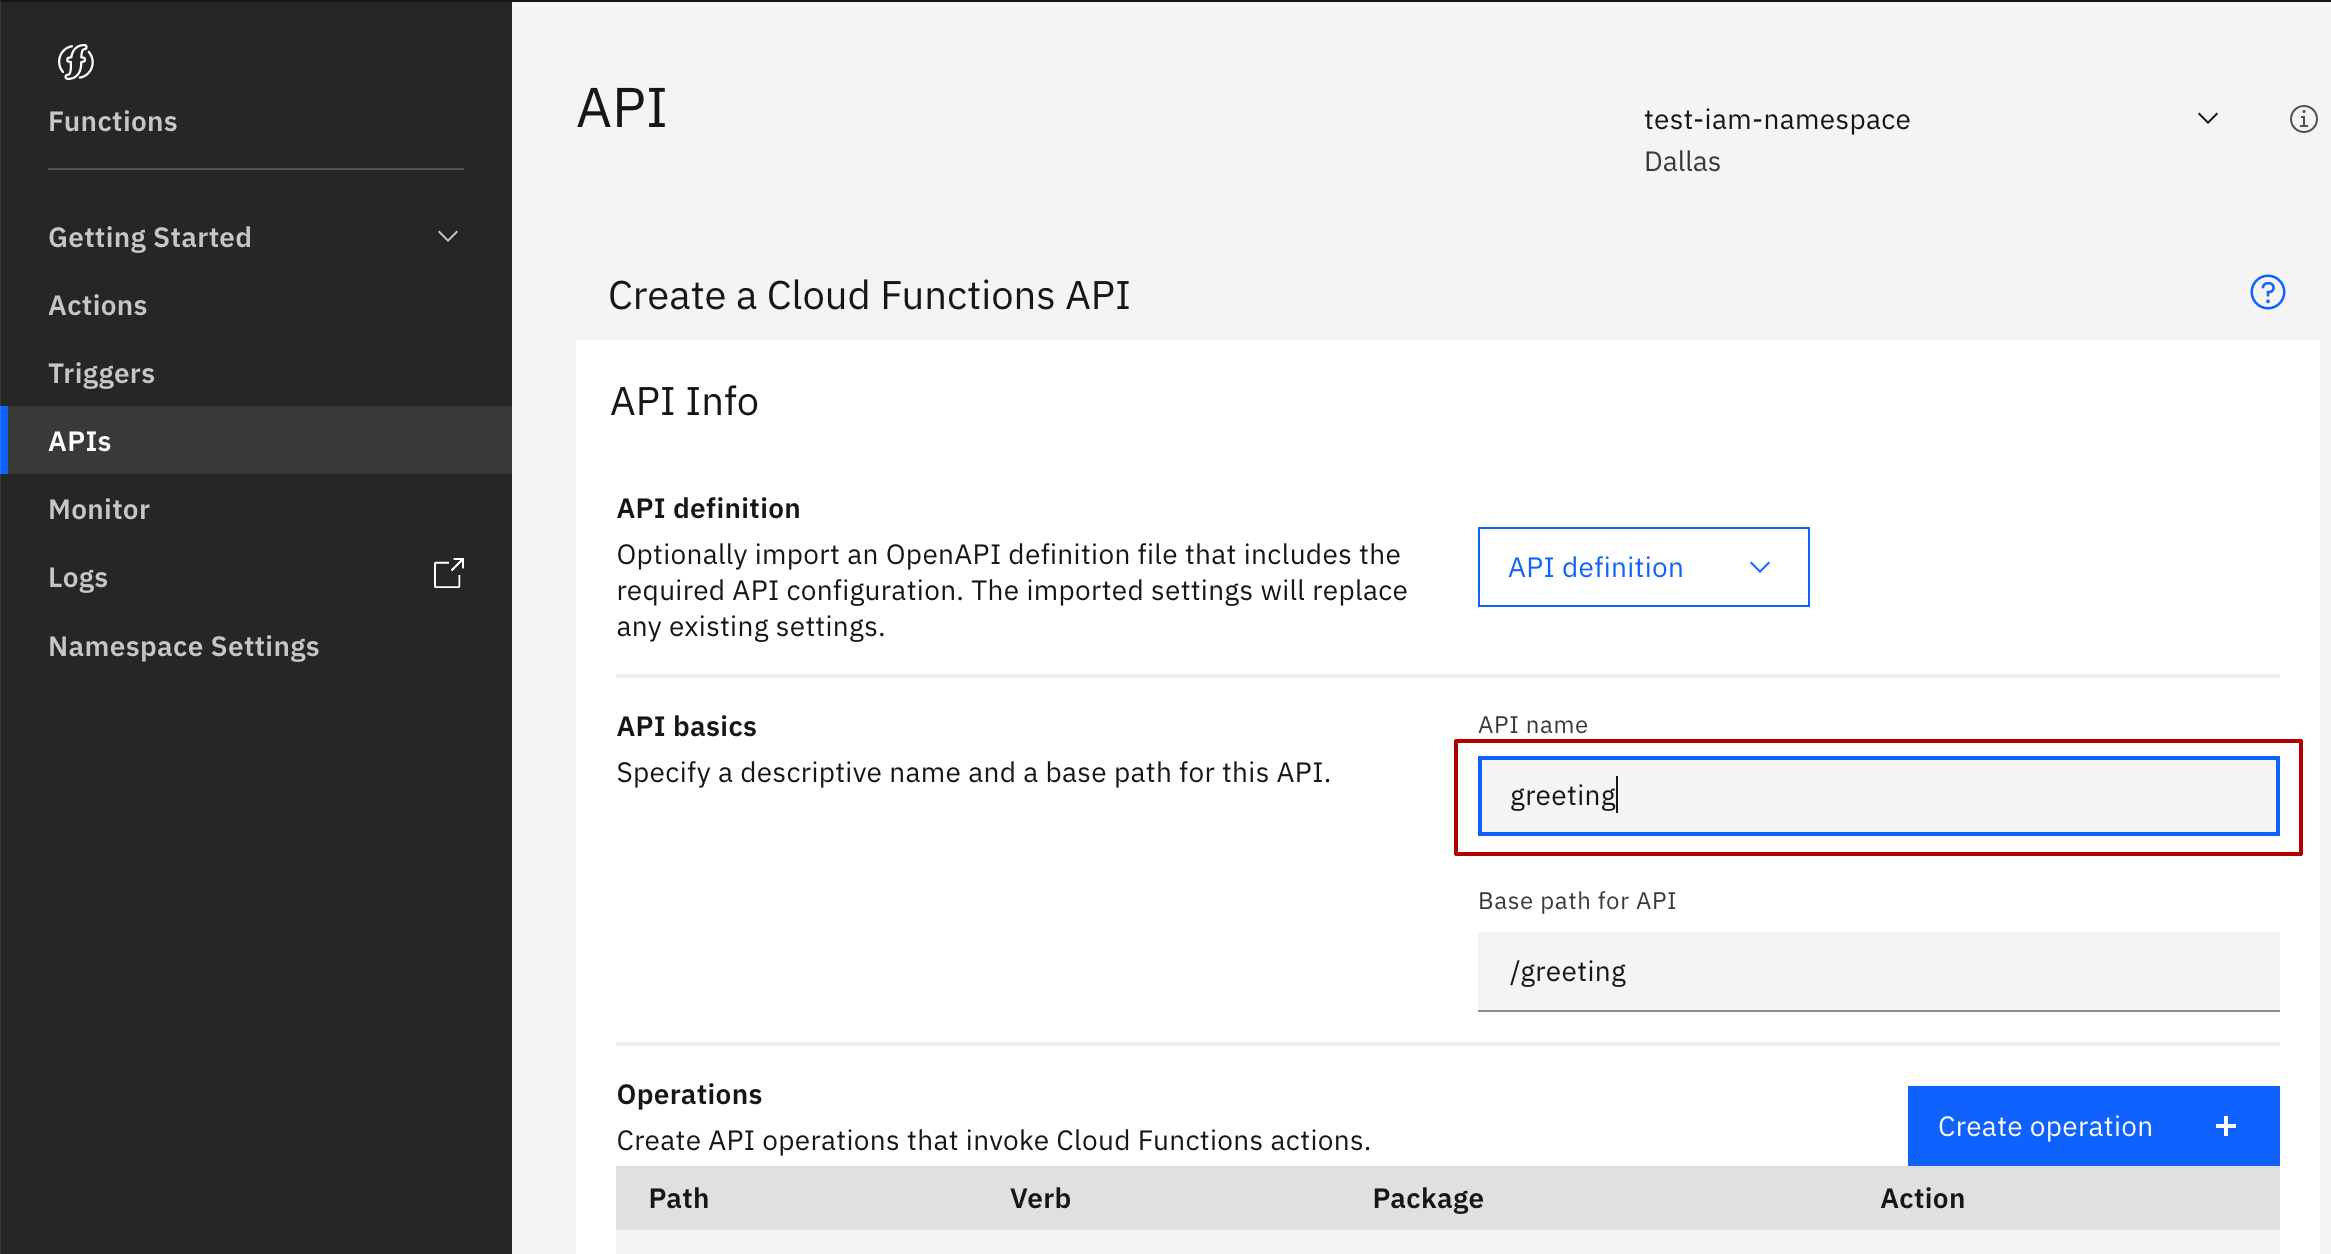 Functions
Getting Started
Actions
Triggers
APIs
Monitor
Logs
Namespace Settings
API
test-iam-namespace
Dallas
Create a Cloud Functions API
API Info
API definition
Optionally import an OpenAPI definition file that includes the
required API configuration. The imported settings will replace
any existing settings.
API definition
API basics
Specify a descriptive name and a base path for this API.
API name
greeting
Base path for API
/greeting
Operations
Create API operations that invoke Cloud Functions actions.
Create operation
Path Verb Package Action